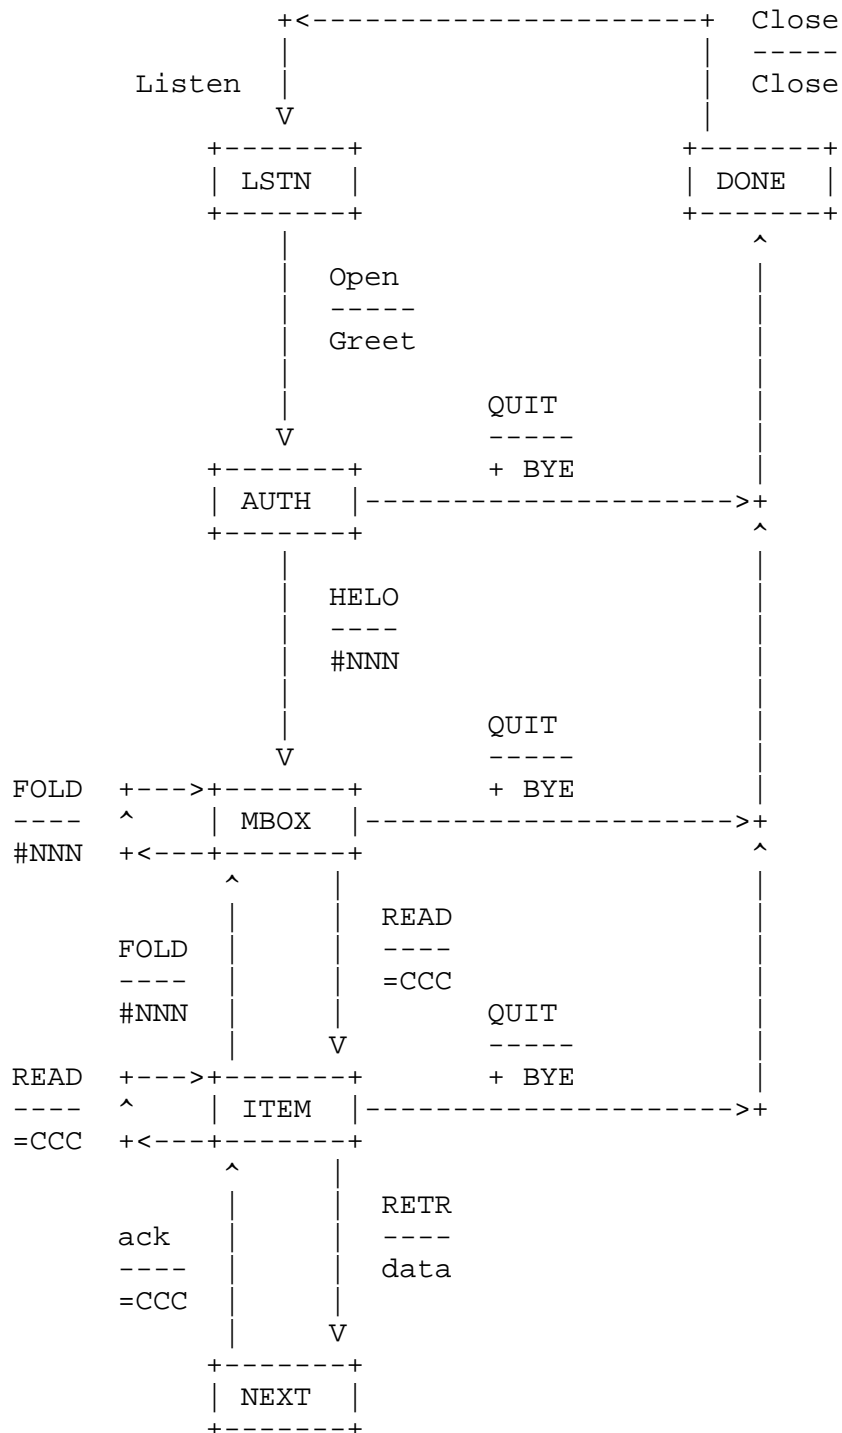 +<-----------------------+  Close
             |                        |  -----
     Listen  |                        |  Close
             V                        |
         +-------+                +-------+
         | LSTN  |                | DONE  |
         +-------+                +-------+
             |                        ^
             |  Open                  |
             |  -----                 |
             |  Greet                 |
             |                        |
             |           QUIT         |
             V           -----        |
         +-------+       + BYE        |
         | AUTH  |------------------->+
         +-------+                    ^
             |                        |
             |  HELO                  |
             |  ----                  |
             |  #NNN                  |
             |                        |
             |           QUIT         |
             V           -----        |
FOLD  +--->+-------+     + BYE        |
----  ^    | MBOX  |----------------->+
#NNN  +<---+-------+                  ^
            ^     |                   |
            |     |  READ             |
      FOLD  |     |  ----             |
      ----  |     |  =CCC             |
      #NNN  |     |      QUIT         |
            |     V      -----        |
READ  +--->+-------+     + BYE        |
----  ^    | ITEM  |----------------->+
=CCC  +<---+-------+
            ^     |
            |     |  RETR
      ack   |     |  ----
      ----  |     |  data
      =CCC  |     |
            |     V
           +-------+
           | NEXT  |
           +-------+